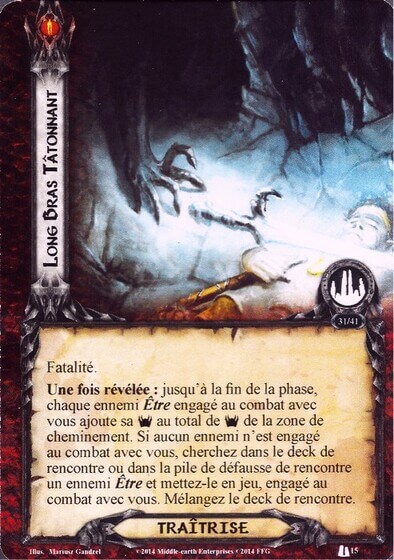 LONG BRAS TÂTONNANT
31/41
Fatalité.
Une fois révélée : jusqu'à la fin de la phase,
chaque ennemi Être engagé au combat avec
vous ajoute sa au total de de la zone de
cheminement. Si aucun ennemi n'est engagé
au combat avec vous, cherchez dans le deck de
rencontre ou dans la pile de défausse de rencontre
un ennemi Être et mettez-le en jeu, engagé au
combat avec vous. Mélangez le deck de rencontre.
TRAÎTRISE
Illus. Mariusz Gandzel ©2014 Middle-earth Enterprises ©2014 FFG 15